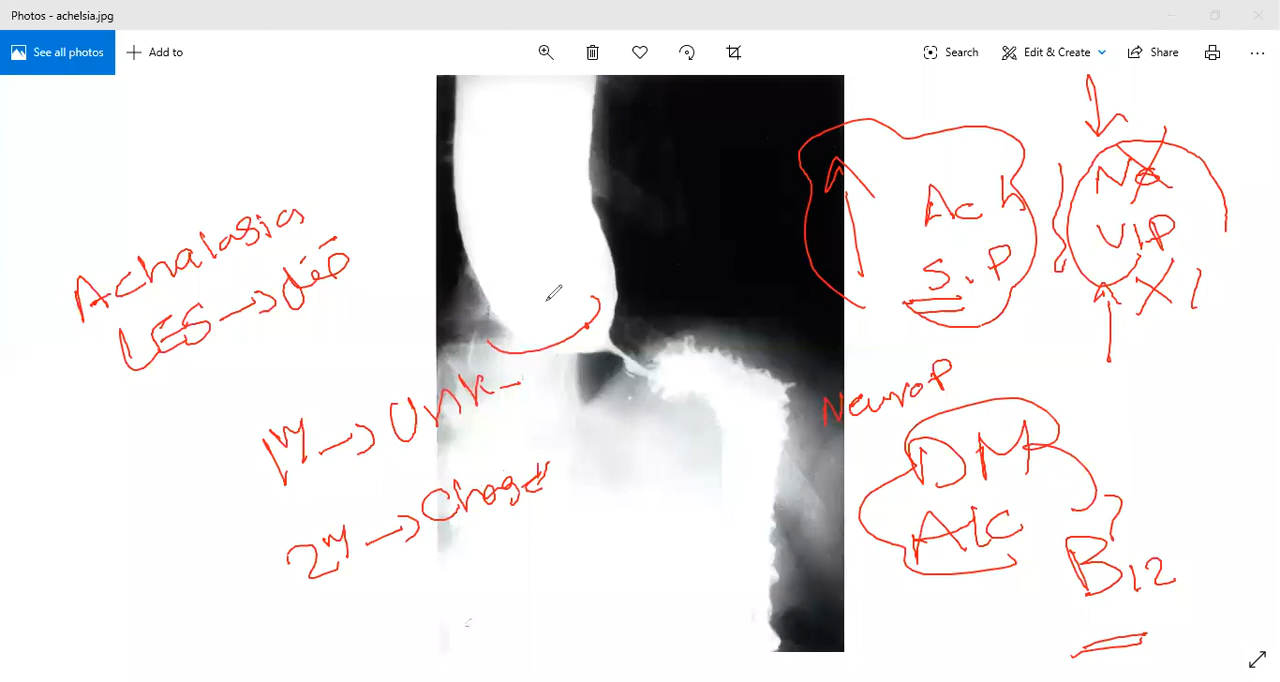 Photos - achelsia.jpg
See all photos
Add to
Search
Edit & Create
Share
Achalasia
LES →
1ry → Unk -
2ry →
Ach
S.P
No
VIP
NeuroP
DM
Alc
B12